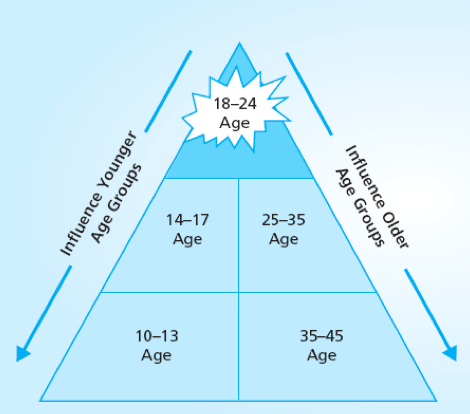 18–24
Age
Influence Younger
Age Groups
Influence Older
Age Groups
14–17
Age
25–35
Age
10–13
Age
35–45
Age